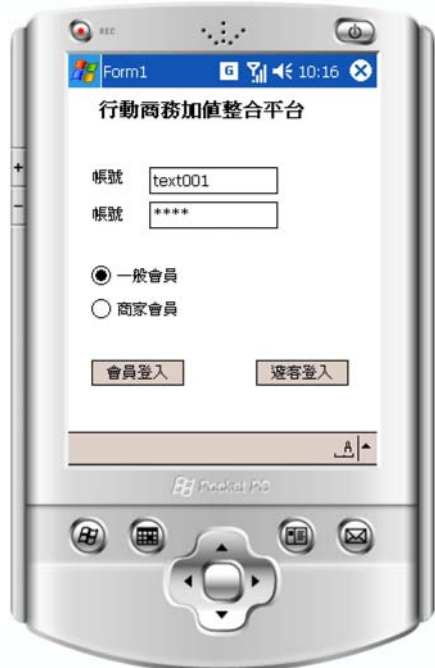 REC
Form1 G 10:16
行動商務加值整合平台
帳號 text001
帳號 ****
一般會員
商家會員
會員登入 遊客登入
A
Pocket PC